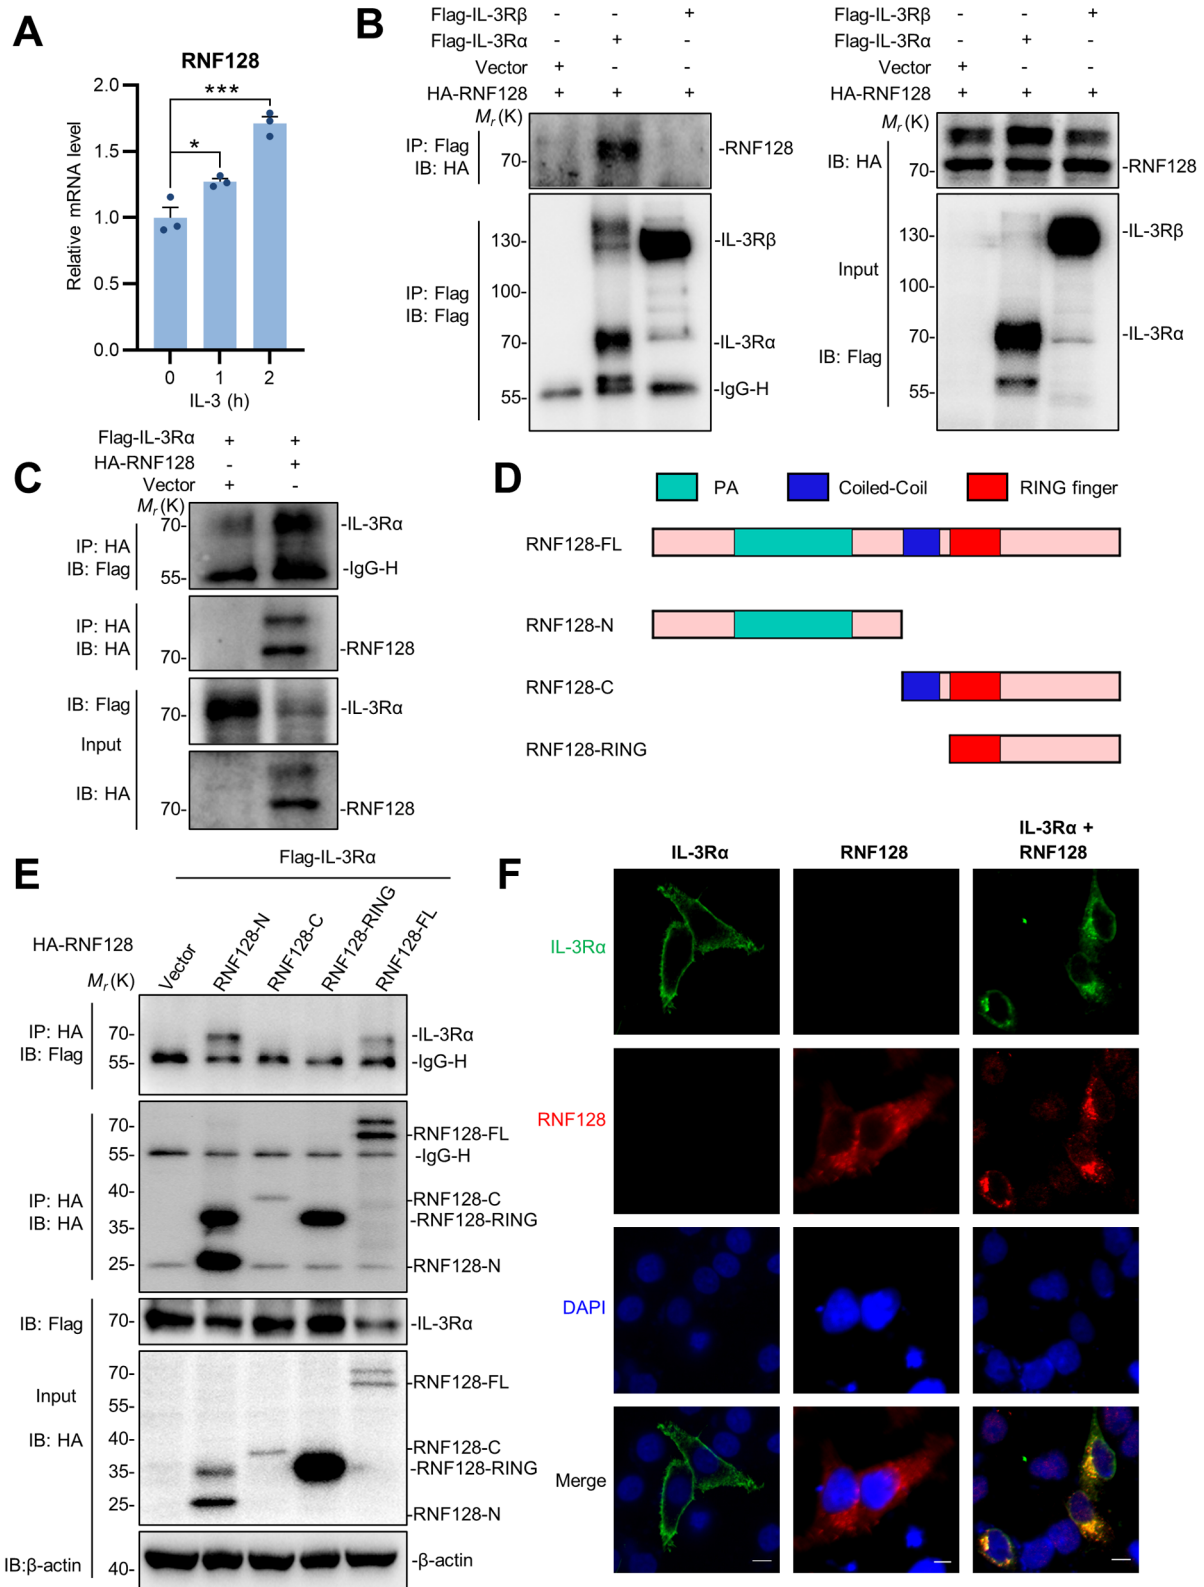 A
RNF128
Relative mRNA level
2.0
1.5
1.0
0.5
0.0
***
*
0 1 2
IL-3 (h)
B
Flag-IL-3Rβ - - +
Flag-IL-3Rα - + -
Vector + - -
HA-RNF128 + + +
Mr (K)
IP: Flag
IB: HA
70-
-RNF128
130-
-IL-3Rβ
100-
IP: Flag
IB: Flag
70-
-IL-3Rα
55-
-IgG-H
Flag-IL-3Rβ - - +
Flag-IL-3Rα - + -
Vector + - -
HA-RNF128 + + +
Mr (K)
IB: HA
70-
-RNF128
130-
-IL-3Rβ
Input
100-
70-
-IL-3Rα
IB: Flag
55-
C
Flag-IL-3Rα + +
HA-RNF128 - +
Vector + -
Mr (K)
70-
-IL-3Rα
IP: HA
IB: Flag
55-
-IgG-H
IP: HA
IB: HA
70-
-RNF128
IB: Flag
70-
-IL-3Rα
Input
IB: HA
70-
-RNF128
D
PA Coiled-Coil RING finger
RNF128-FL
RNF128-N
RNF128-C
RNF128-RING
E
Flag-IL-3Rα
HA-RNF128
Vector
RNF128-N
RNF128-C
RNF128-RING
RNF128-FL
Mr (K)
IP: HA
IB: Flag
70-
-IL-3Rα
55-
-IgG-H
70-
-RNF128-FL
55-
-IgG-H
40-
-RNF128-C
IP: HA
IB: HA
35-
-RNF128-RING
25-
-RNF128-N
IB: Flag
70-
-IL-3Rα
70-
-RNF128-FL
Input
55-
IB: HA
40-
-RNF128-C
35-
-RNF128-RING
25-
-RNF128-N
IB:β-actin
40-
-β-actin
F
IL-3Rα
RNF128
IL-3Rα +
RNF128
IL-3Rα
RNF128
DAPI
Merge